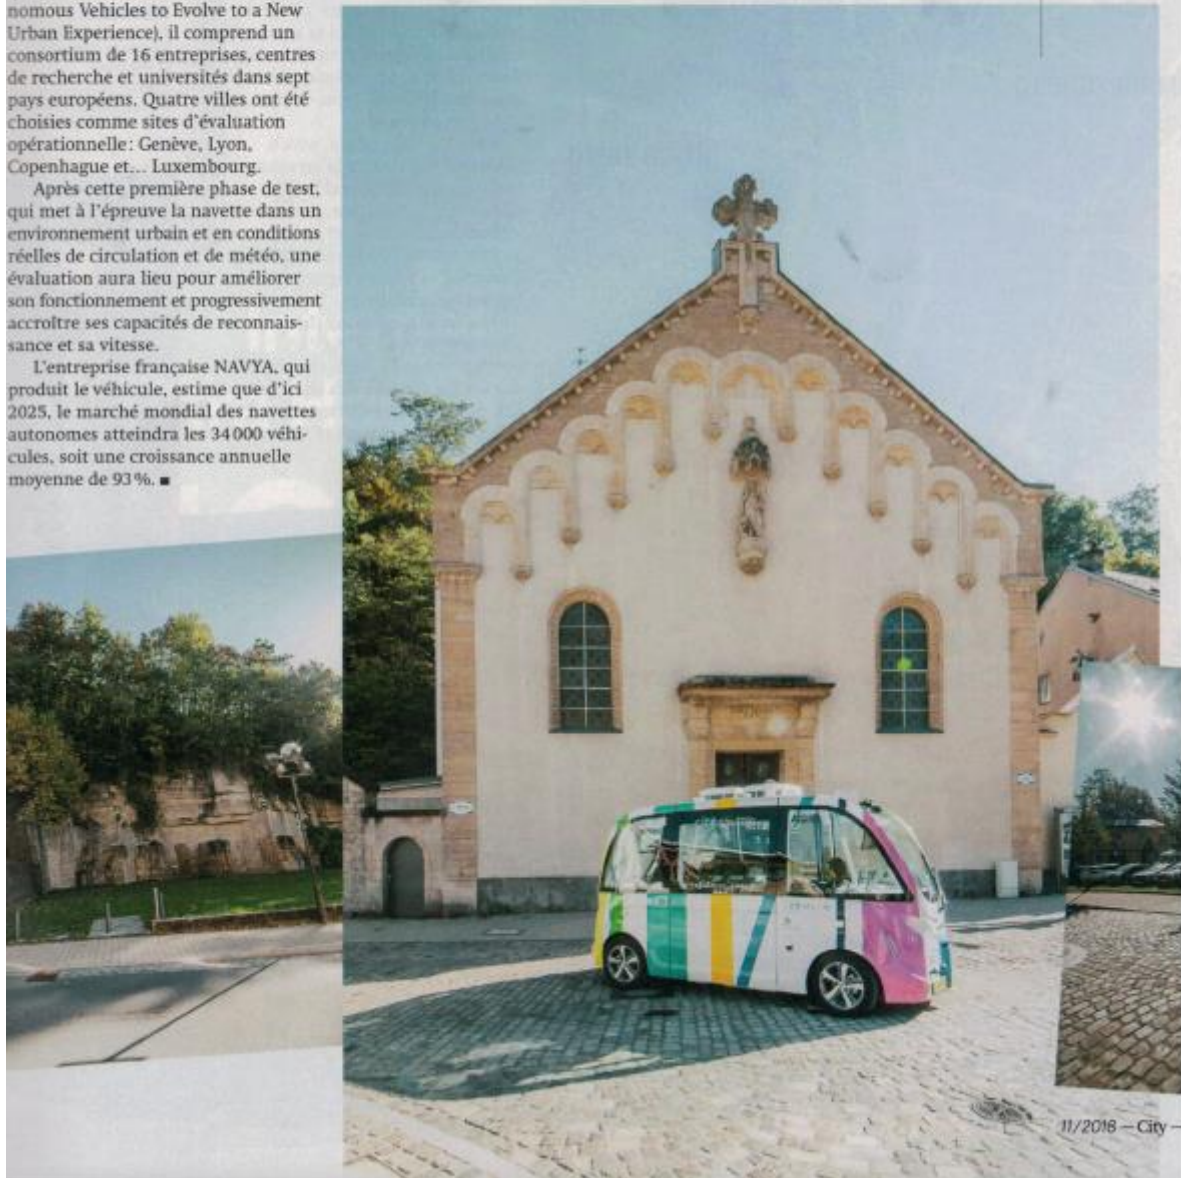 nomous Vehicles to Evolve to a New
Urban Experience), il comprend un
consortium de 16 entreprises, centres
de recherche et universités dans sept
pays européens. Quatre villes ont été
choisies comme sites d'évaluation
opérationnelle: Genève, Lyon,
Copenhague et... Luxembourg.
Après cette première phase de test,
qui met à l'épreuve la navette dans un
environnement urbain et en conditions
réelles de circulation et de météo, une
évaluation aura lieu pour améliorer
son fonctionnement et progressivement
accroître ses capacités de reconnais-
sance et sa vitesse.
L'entreprise française NAVYA, qui
produit le véhicule, estime que d'ici
2025, le marché mondial des navettes
autonomes atteindra les 34 000 véhi-
cules, soit une croissance annuelle
moyenne de 93 %. ■
11/2018 — City —